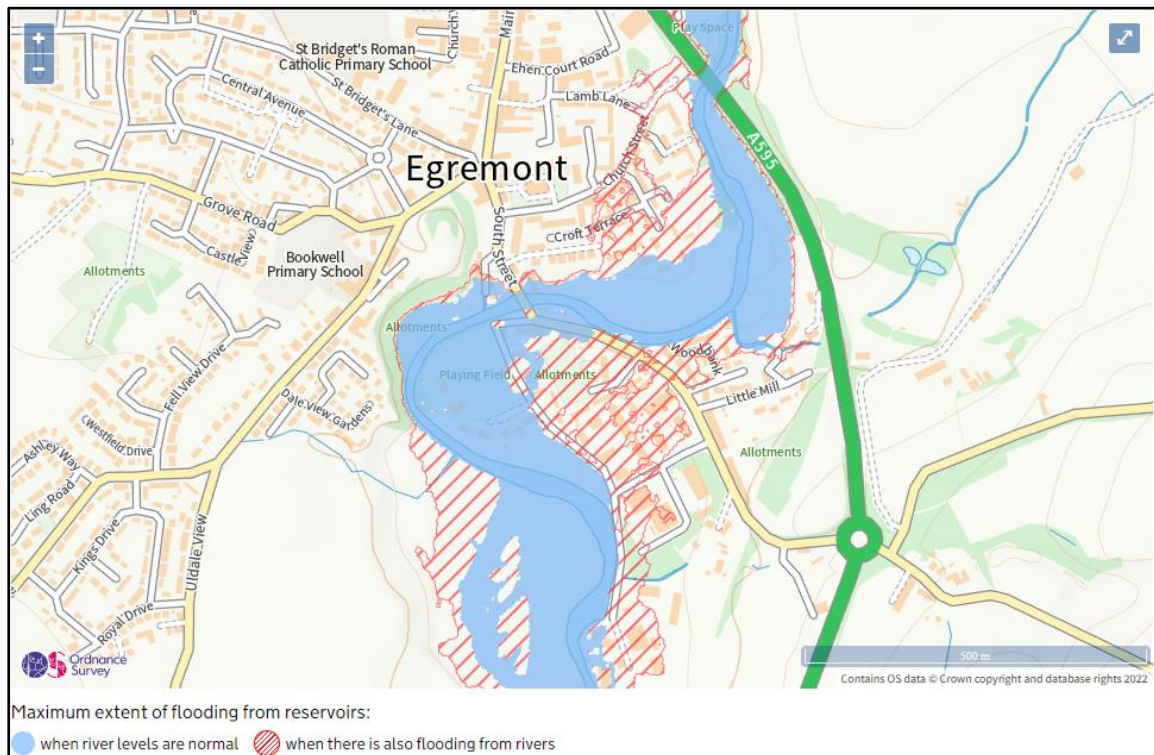 +
−
Play Space
St Bridget's Roman
Catholic Primary School
Church
Main
Ehen Court Road
Central Avenue
St Bridget's Lane
Lamb Lane
A595
Egremont
Church Street
Grove Road
South Street
Croft Terrace
Castle View
Bookwell
Primary School
Allotments
Allotments
Woodbank
Playing Field
Allotments
Fell View Drive
Little Mill
Dale View Gardens
Westfield Drive
Allotments
Ashley Way
Ling Road
Kings Drive
Uldale View
Royal Drive
Ordnance
Survey
500 m
Contains OS data © Crown copyright and database rights 2022
Maximum extent of flooding from reservoirs:
when river levels are normal when there is also flooding from rivers